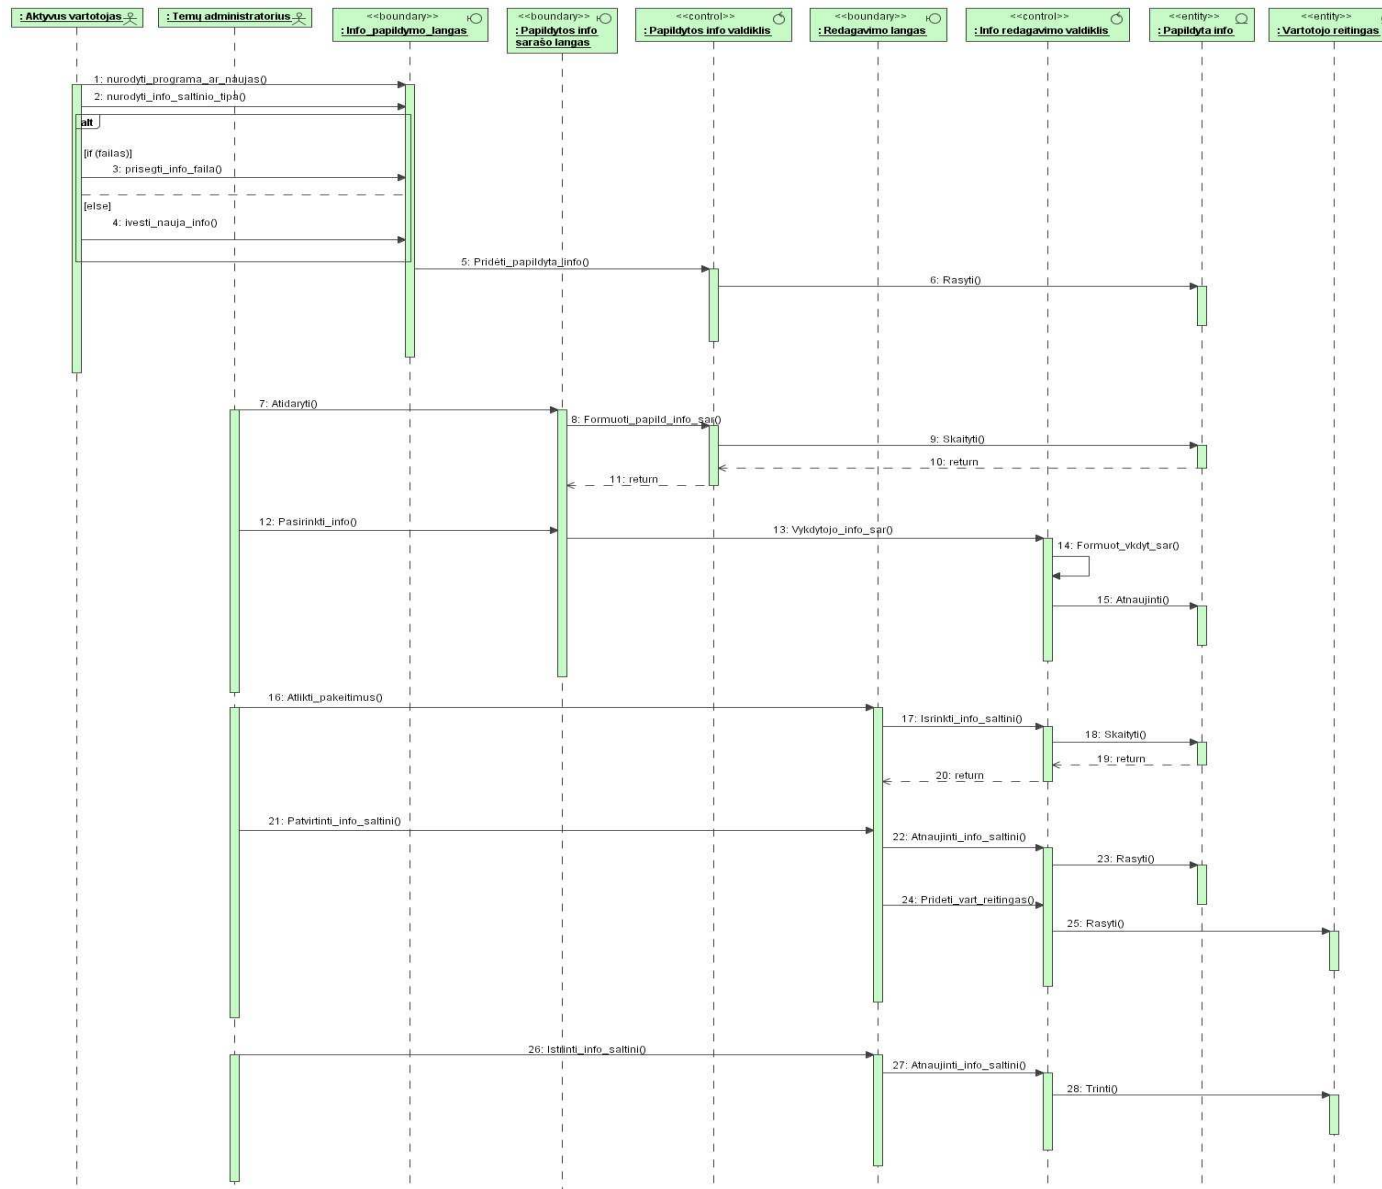 : Aktyvus vartotojas
: Temų administratorius
<<boundary>>
: Info_papildymo_langas
<<boundary>>
: Papildytos info
sarašo langas
<<control>>
: Papildytos info valdiklis
<<boundary>>
: Redagavimo langas
<<control>>
: Info redagavimo valdiklis
<<entity>>
: Papildyta info
<<entity>>
: Vartotojo reitingas
1: nurodyti_programa_ar_naujas()
2: nurodyti_info_saltinio_tipa()
alt
[if (failas)]
3: prisegti_info_faila()
[else]
4: ivesti_nauja_info()
5: Pridėti_papildyta_info()
6: Rasyti()
7: Atidaryti()
8: Formuoti_papild_info_sar()
9: Skaityti()
10: return
11: return
12: Pasirinkti_info()
13: Vykdytojo_info_sar()
14: Formuot_vkdyt_sar()
15: Atnaujinti()
16: Atlikti_pakeitimus()
17: Isrinkti_info_saltini()
18: Skaityti()
19: return
20: return
21: Patvirtinti_info_saltini()
22: Atnaujinti_info_saltini()
23: Rasyti()
24: Prideti_vart_reitingas()
25: Rasyti()
26: Istrinti_info_saltini()
27: Atnaujinti_info_saltini()
28: Trinti()